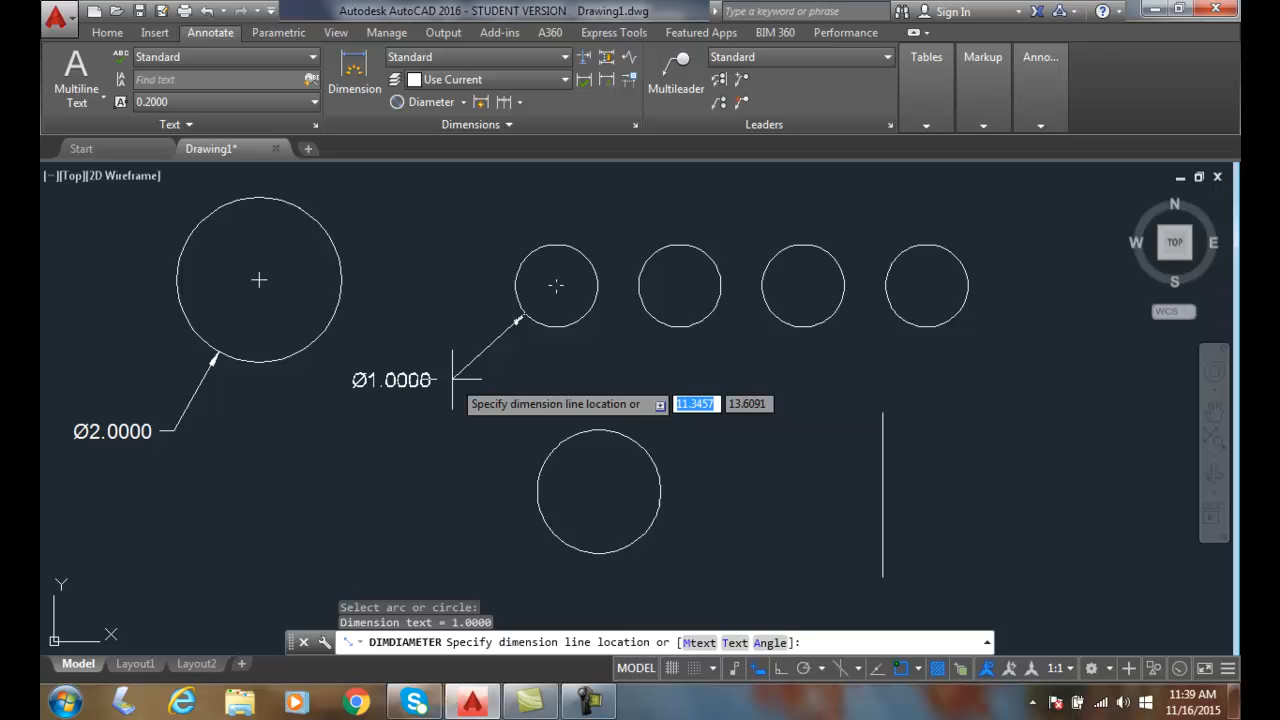 Autodesk AutoCAD 2016 - STUDENT VERSION Drawing1.dwg
Type a keyword or phrase
Sign In
Home Insert Annotate Parametric View Manage Output Add-ins A360 Express Tools Featured Apps BIM 360 Performance
Multiline Text
Standard
Find text
0.2000
Text
Dimension
Standard
Use Current
Diameter
Dimensions
Multileader
Standard
Leaders
Tables
Markup
Anno...
Start Drawing1*
[−][Top][2D Wireframe]
N
W TOP E
S
WCS
Ø1.0000
Specify dimension line location or 11.3457 13.6091
Ø2.0000
Y
X
Select arc or circle:
Dimension text = 1.0000
DIMDIAMETER Specify dimension line location or [Mtext Text Angle]:
Model Layout1 Layout2
MODEL 1:1
11:39 AM
11/16/2015